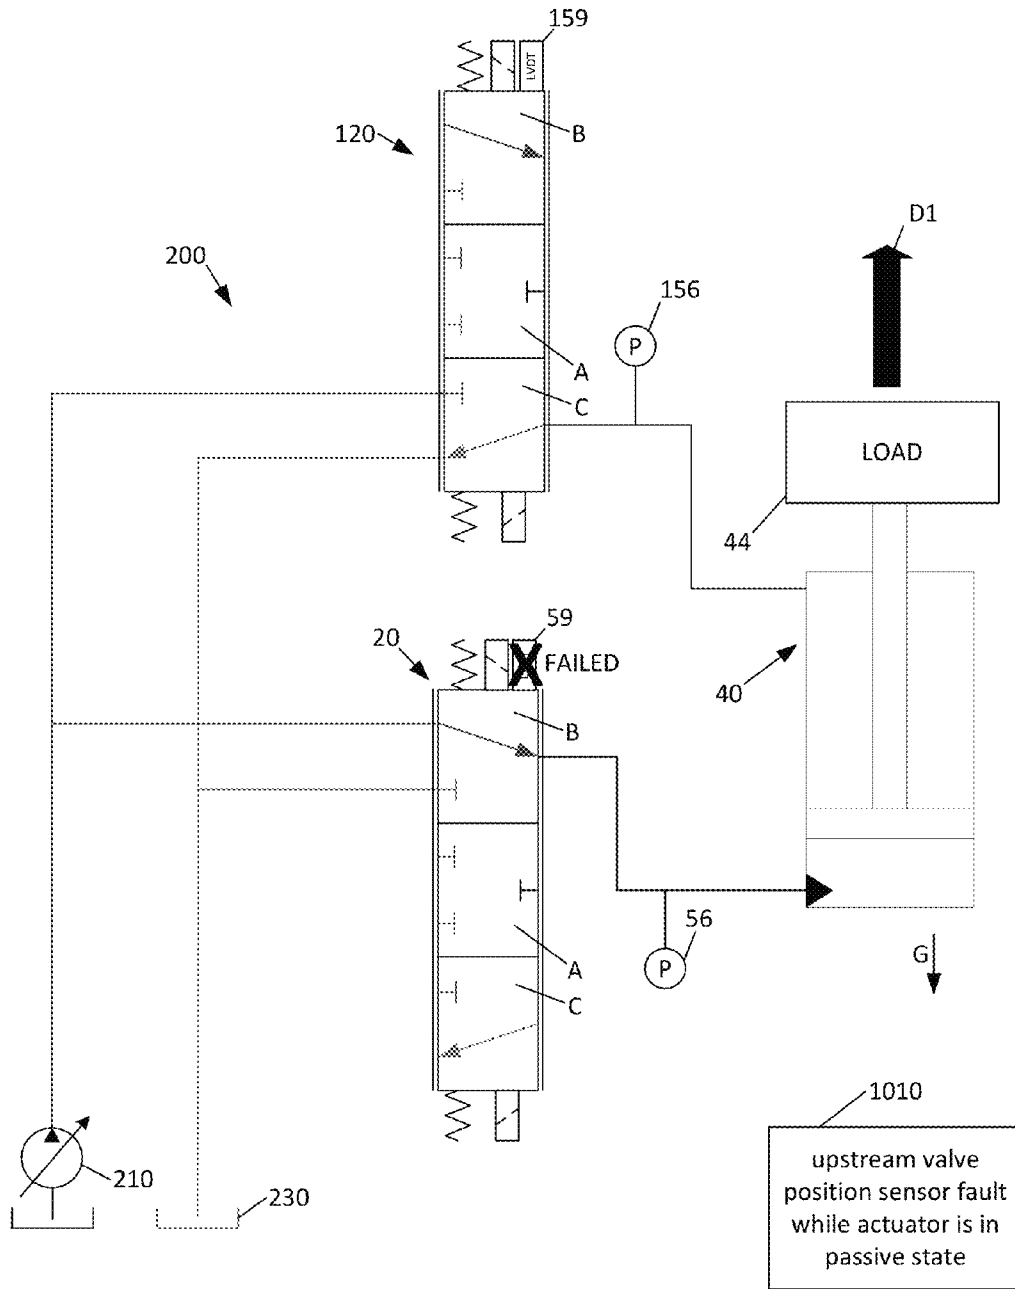 159
LVDT
B
120
D1
200
156
P
A
C
LOAD
44
59
20
FAILED
B
40
56
P
G
A
C
1010
210
230
upstream valve
position sensor fault
while actuator is in
passive state